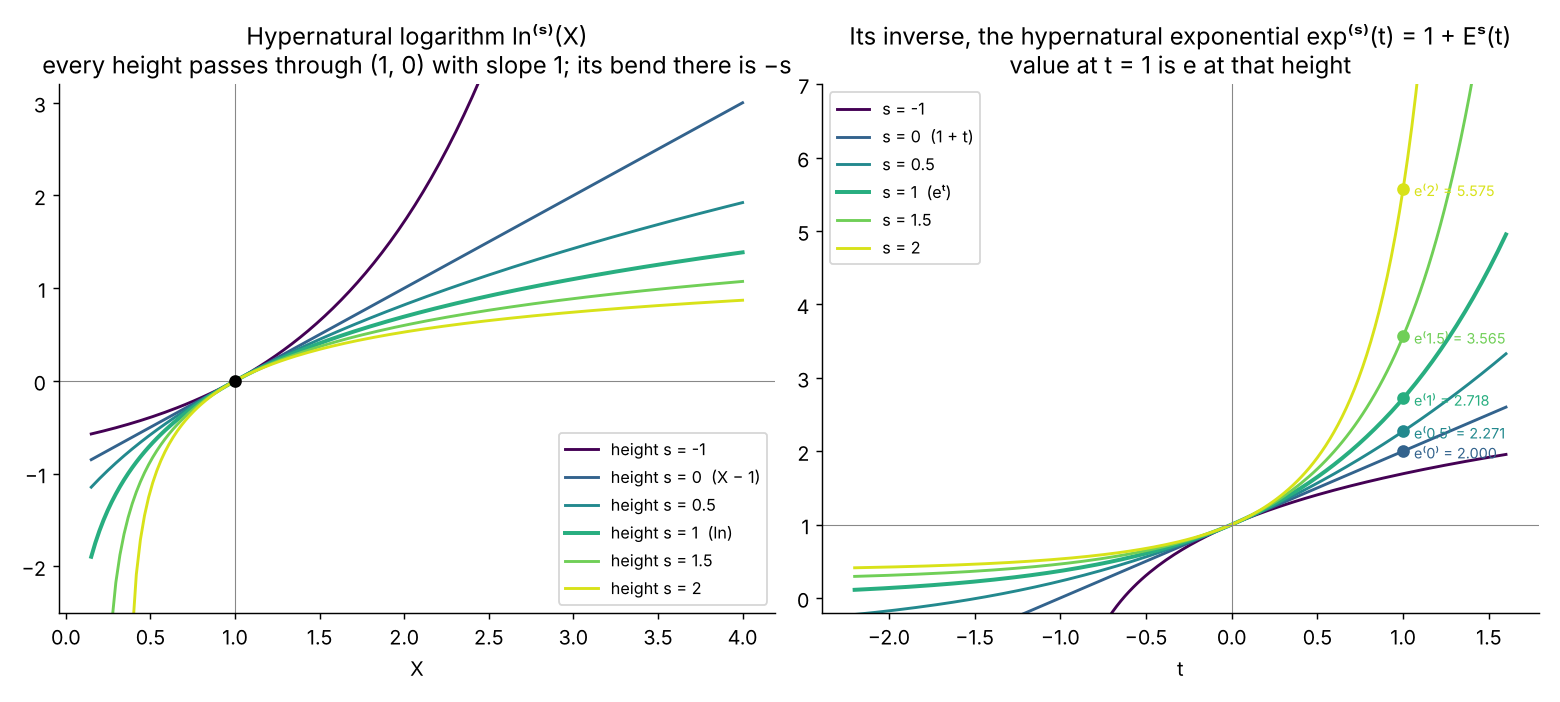 Hypernatural logarithm ln⁽ˢ⁾(X)
every height passes through (1, 0) with slope 1; its bend there is −s
3
2
1
0
−1
−2
0.0
0.5
1.0
1.5
2.0
2.5
3.0
3.5
4.0
X
height s = -1
height s = 0  (X − 1)
height s = 0.5
height s = 1  (ln)
height s = 1.5
height s = 2
Its inverse, the hypernatural exponential exp⁽ˢ⁾(t) = 1 + Eˢ(t)
value at t = 1 is e at that height
7
6
5
4
3
2
1
0
s = -1
s = 0  (1 + t)
s = 0.5
s = 1  (eᵗ)
s = 1.5
s = 2
e⁽2⁾ = 5.575
e⁽1.5⁾ = 3.565
e⁽1⁾ = 2.718
e⁽0.5⁾ = 2.271
e⁽0⁾ = 2.000
−2.0
−1.5
−1.0
−0.5
0.0
0.5
1.0
1.5
t